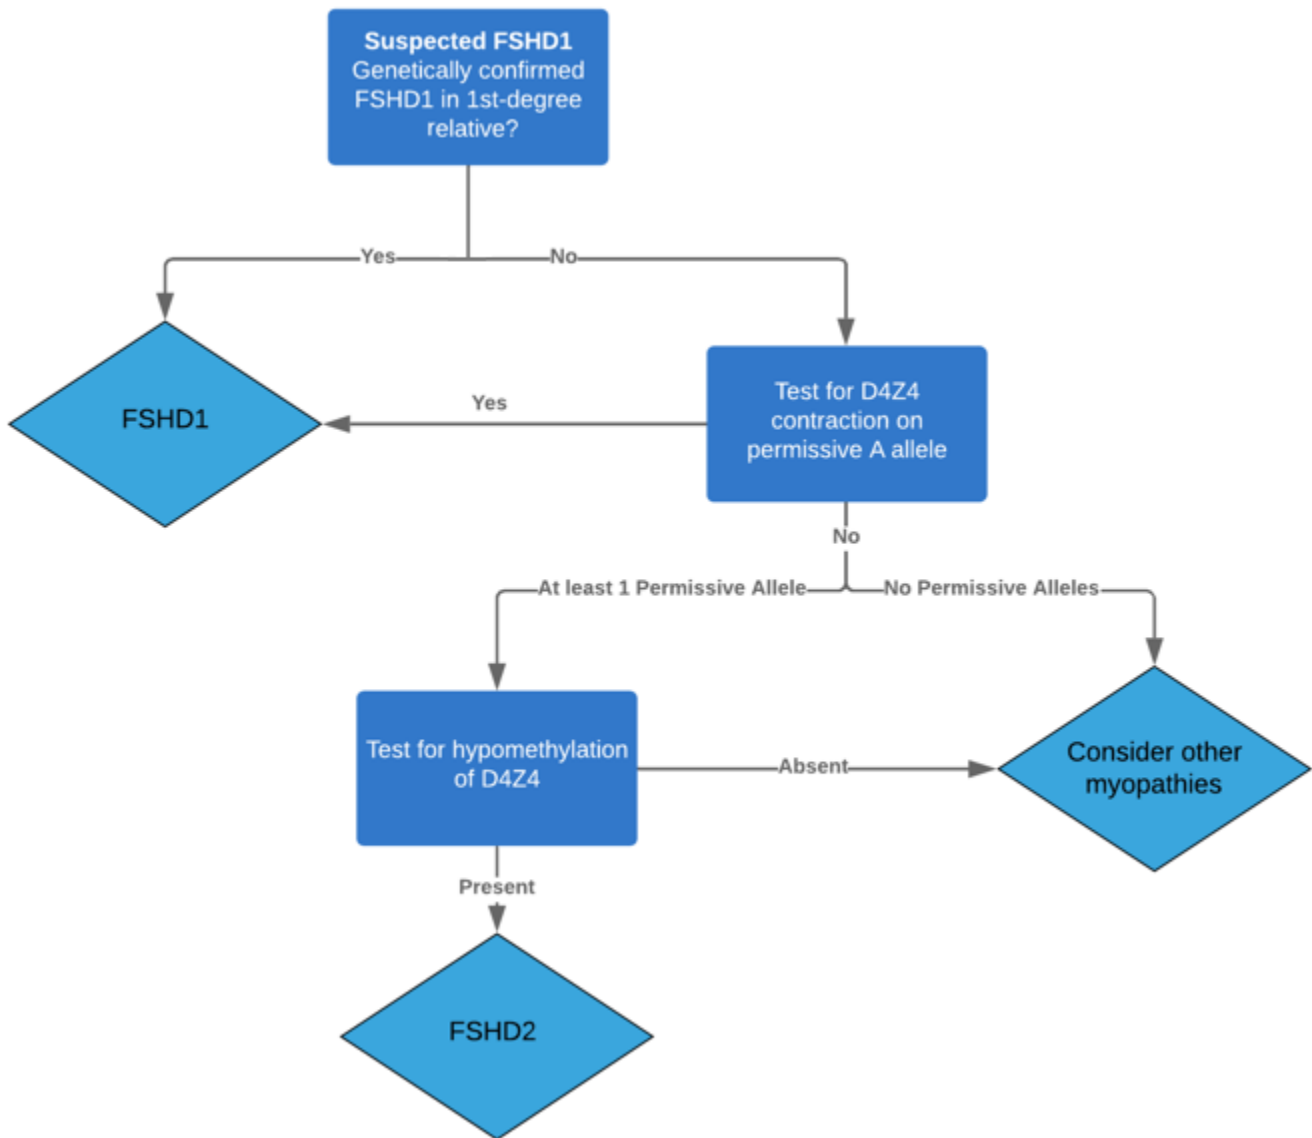 Suspected FSHD1
Genetically confirmed
FSHD1 in 1st-degree
relative?
Yes
No
FSHD1
Yes
Test for D4Z4
contraction on
permissive A allele
No
At least 1 Permissive Allele
No Permissive Alleles
Test for hypomethylation
of D4Z4
Absent
Consider other
myopathies
Present
FSHD2